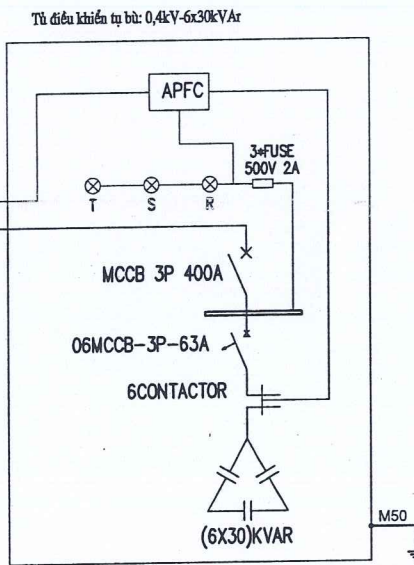 Tủ điều khiển tụ bù: 0,4kV-6x30kVAr
APFC
3*FUSE
500V 2A
T S R
MCCB 3P 400A
06MCCB-3P-63A
6CONTACTOR
(6X30)KVAR
M50